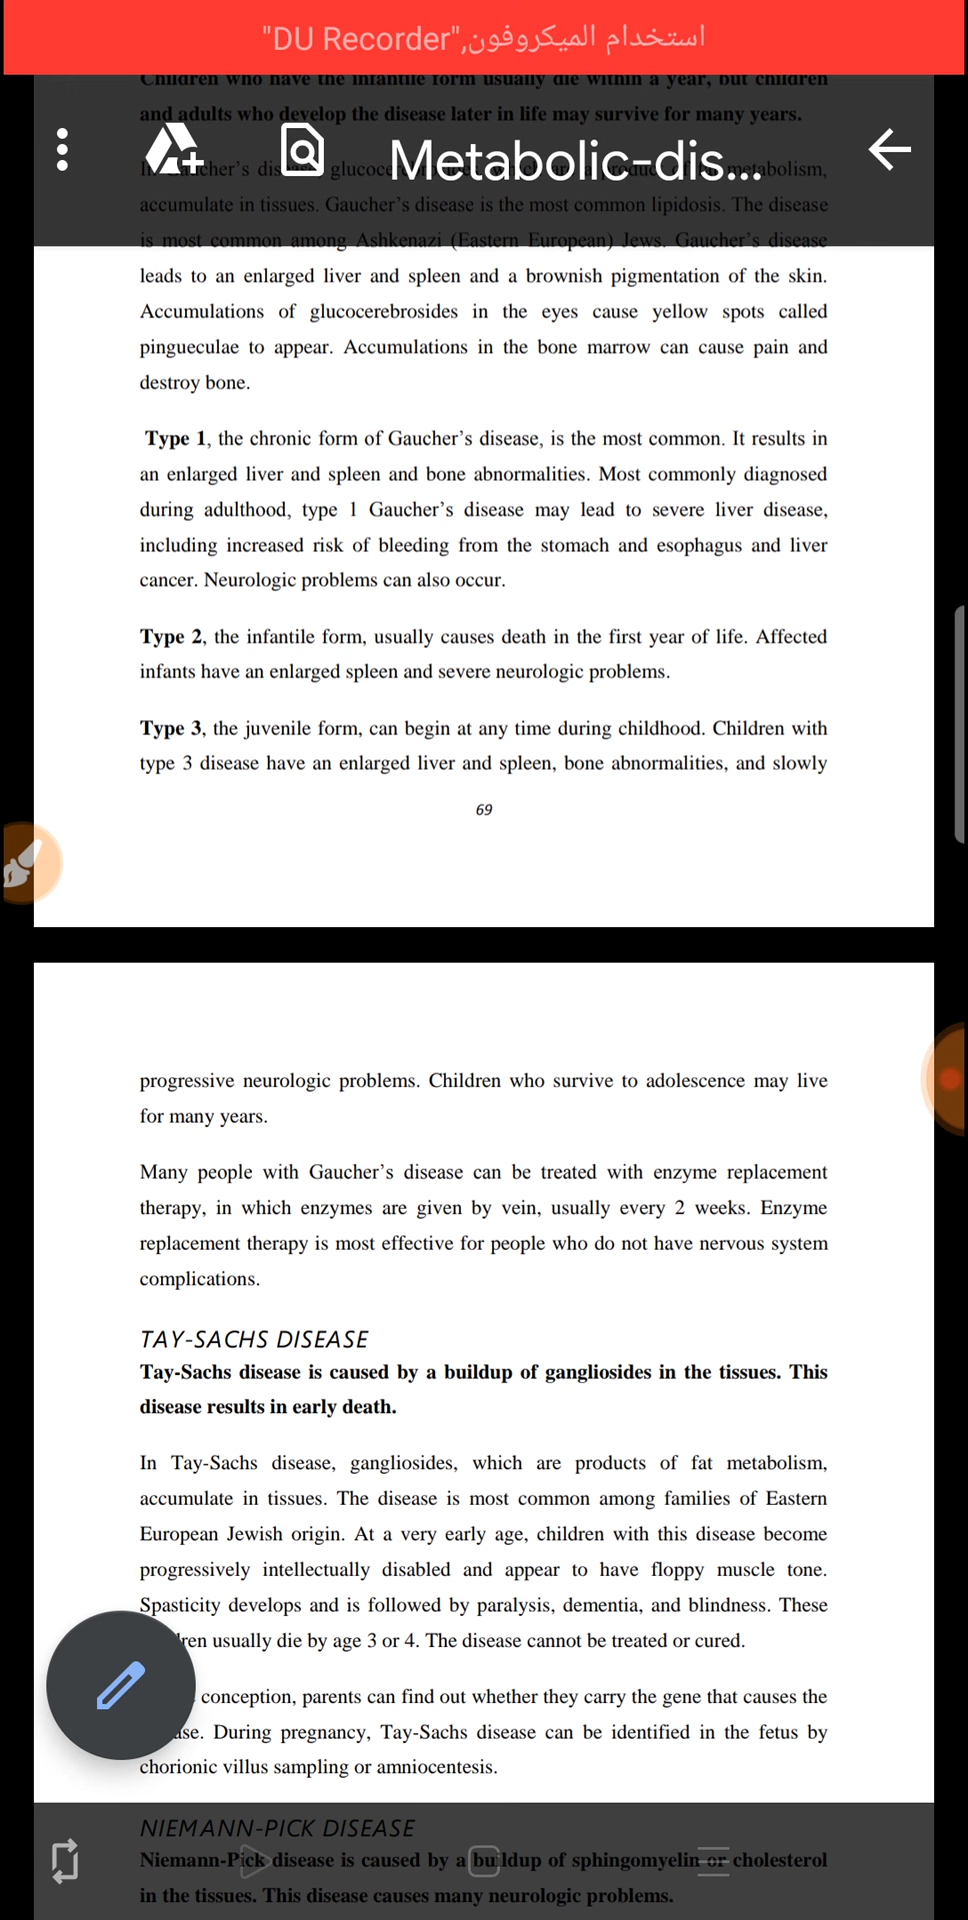 "DU Recorder",استخدام الميكروفون
Children who have the infantile form usually die within a year, but children
and adults who develop the disease later in life may survive for many years.
Metabolic-dis...
disease, metabolism,
accumulate in tissues. Gaucher's disease is the most common lipidosis. The disease
is most common among Ashkenazi (Eastern European) Jews. Gaucher's disease
leads to an enlarged liver and spleen and a brownish pigmentation of the skin.
Accumulations of glucocerebrosides in the eyes cause yellow spots called
pingueculae to appear. Accumulations in the bone marrow can cause pain and
destroy bone.
Type 1, the chronic form of Gaucher's disease, is the most common. It results in
an enlarged liver and spleen and bone abnormalities. Most commonly diagnosed
during adulthood, type 1 Gaucher's disease may lead to severe liver disease,
including increased risk of bleeding from the stomach and esophagus and liver
cancer. Neurologic problems can also occur.
Type 2, the infantile form, usually causes death in the first year of life. Affected
infants have an enlarged spleen and severe neurologic problems.
Type 3, the juvenile form, can begin at any time during childhood. Children with
type 3 disease have an enlarged liver and spleen, bone abnormalities, and slowly
69
progressive neurologic problems. Children who survive to adolescence may live
for many years.
Many people with Gaucher's disease can be treated with enzyme replacement
therapy, in which enzymes are given by vein, usually every 2 weeks. Enzyme
replacement therapy is most effective for people who do not have nervous system
complications.
TAY-SACHS DISEASE
Tay-Sachs disease is caused by a buildup of gangliosides in the tissues. This
disease results in early death.
In Tay-Sachs disease, gangliosides, which are products of fat metabolism,
accumulate in tissues. The disease is most common among families of Eastern
European Jewish origin. At a very early age, children with this disease become
progressively intellectually disabled and appear to have floppy muscle tone.
Spasticity develops and is followed by paralysis, dementia, and blindness. These
usually die by age 3 or 4. The disease cannot be treated or cured.
conception, parents can find out whether they carry the gene that causes the
During pregnancy, Tay-Sachs disease can be identified in the fetus by
chorionic villus sampling or amniocentesis.
NIEMANN-PICK DISEASE
Niemann-Pick disease is caused by a buildup of sphingomyelin or cholesterol
in the tissues. This disease causes many neurologic problems.